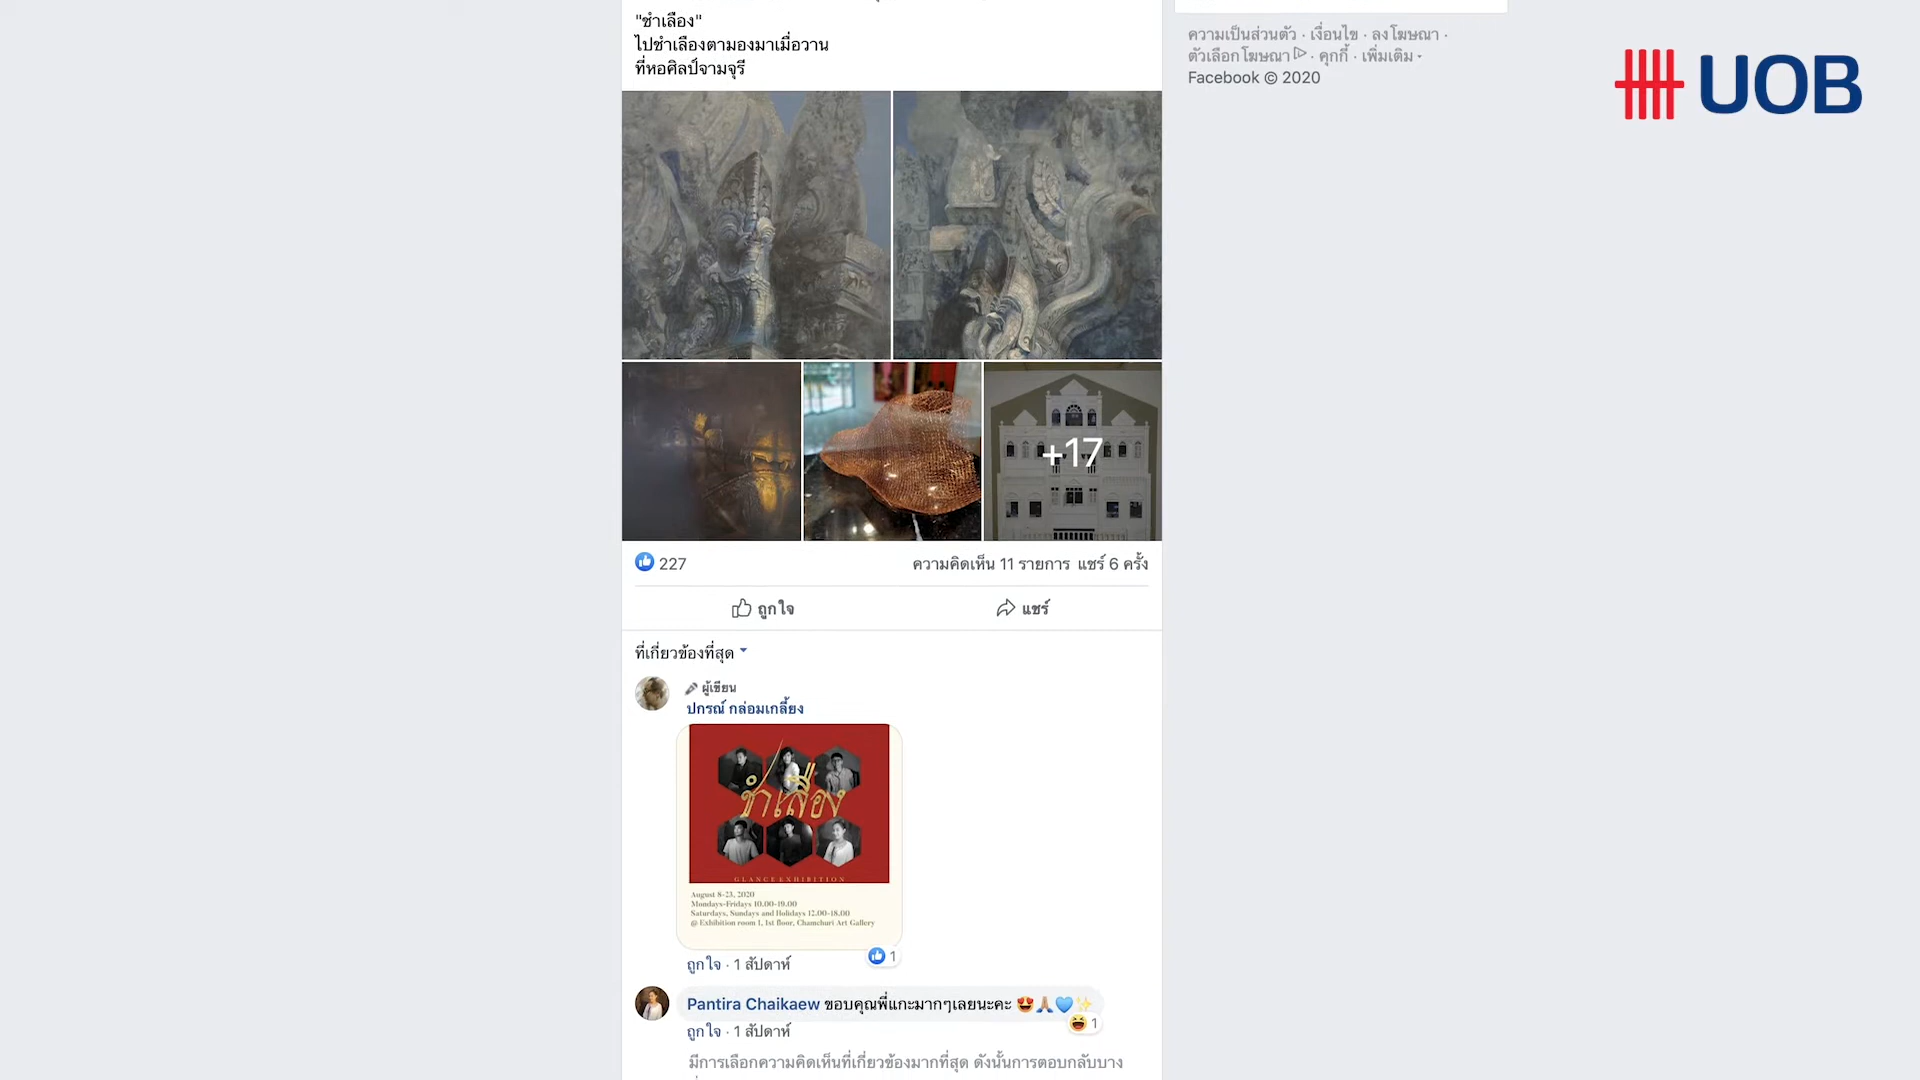 "ชำเลือง"
ไปชำเลืองตามองมาเมื่อวาน
ที่หอศิลป์จามจุรี
ความเป็นส่วนตัว · เงื่อนไข · ลงโฆษณา ·
ตัวเลือกโฆษณา · คุกกี้ · เพิ่มเติม
Facebook © 2020
UOB
+17
227
ความคิดเห็น 11 รายการ แชร์ 6 ครั้ง
ถูกใจ
แชร์
ที่เกี่ยวข้องที่สุด
ผู้เขียน
ปกรณ์ กล่อมเกลี้ยง
ชำเลือง
GLANCE EXHIBITION
August 8-23, 2020
Mondays-Fridays 10.00-19.00
Saturdays, Sundays and Holidays 12.00-18.00
@ Exhibition room 1, 1st floor, Chamchuri Art Gallery
1
ถูกใจ · 1 สัปดาห์
Pantira Chaikaew ขอบคุณพี่แกะมากๆเลยนะคะ 😍🙏🏼💙✨
1
ถูกใจ · 1 สัปดาห์
มีการเลือกความคิดเห็นที่เกี่ยวข้องมากที่สุด ดังนั้นการตอบกลับบาง